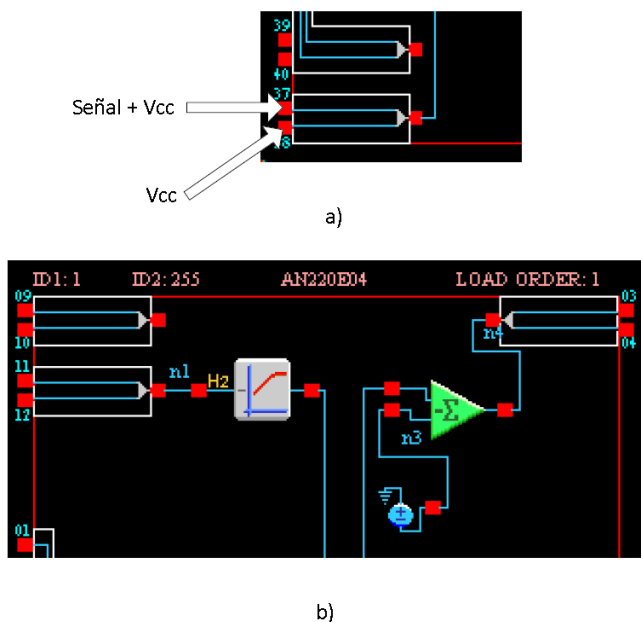 39
40
37
38
Señal + Vcc
Vcc
a)
ID1: 1 ID2: 255 AN220E04 LOAD ORDER: 1
09
10
11
12
01
n1
H2
03
04
n4
-Σ
n3
b)